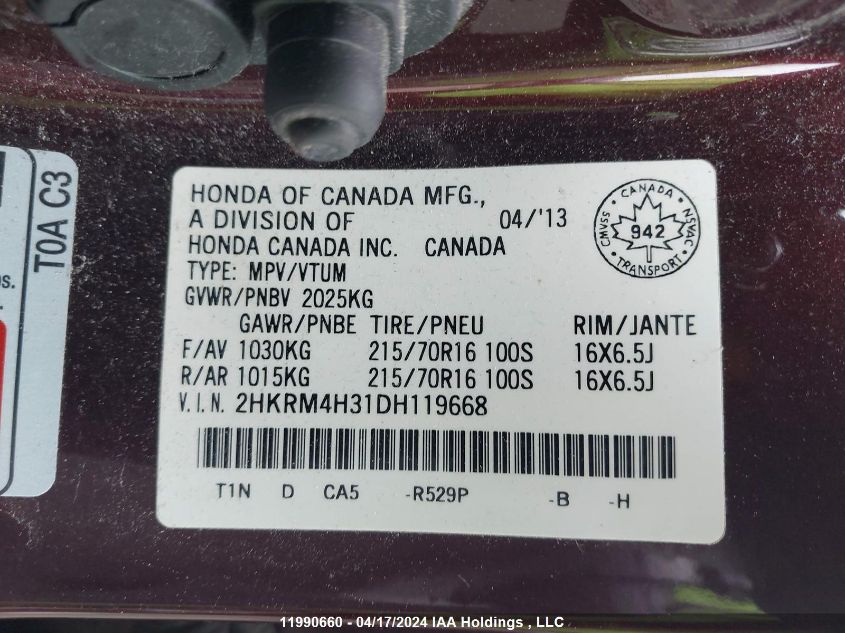 T0A C3
s.
HONDA OF CANADA MFG.,
A DIVISION OF 04/'13
HONDA CANADA INC. CANADA
TYPE: MPV/VTUM
GVWR/PNBV 2025KG
GAWR/PNBE TIRE/PNEU RIM/JANTE
F/AV 1030KG 215/70R16 100S 16X6.5J
R/AR 1015KG 215/70R16 100S 16X6.5J
V.I.N. 2HKRM4H31DH119668
T1N D CA5 -R529P -B -H
CANADA
CMVSS 942 NSVAC
TRANSPORT
11990660 - 04/17/2024 IAA Holdings , LLC